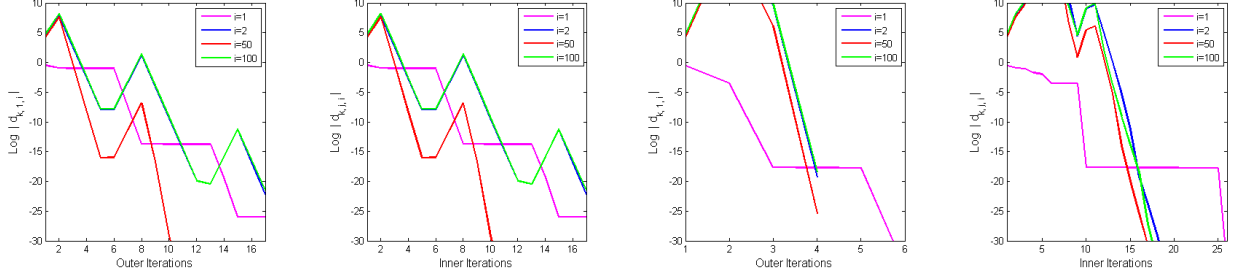 Log | d_{k,1,i}|
10
5
0
-5
-10
-15
-20
-25
-30
2 4 6 8 10 12 14 16
Outer Iterations
i=1
i=2
i=50
i=100
Log | d_{k,j,i}|
10
5
0
-5
-10
-15
-20
-25
-30
2 4 6 8 10 12 14 16
Inner Iterations
i=1
i=2
i=50
i=100
Log | d_{k,1,i}|
10
5
0
-5
-10
-15
-20
-25
-30
1 2 3 4 5 6
Outer Iterations
i=1
i=2
i=50
i=100
Log | d_{k,j,i}|
10
5
0
-5
-10
-15
-20
-25
-30
5 10 15 20 25
Inner Iterations
i=1
i=2
i=50
i=100